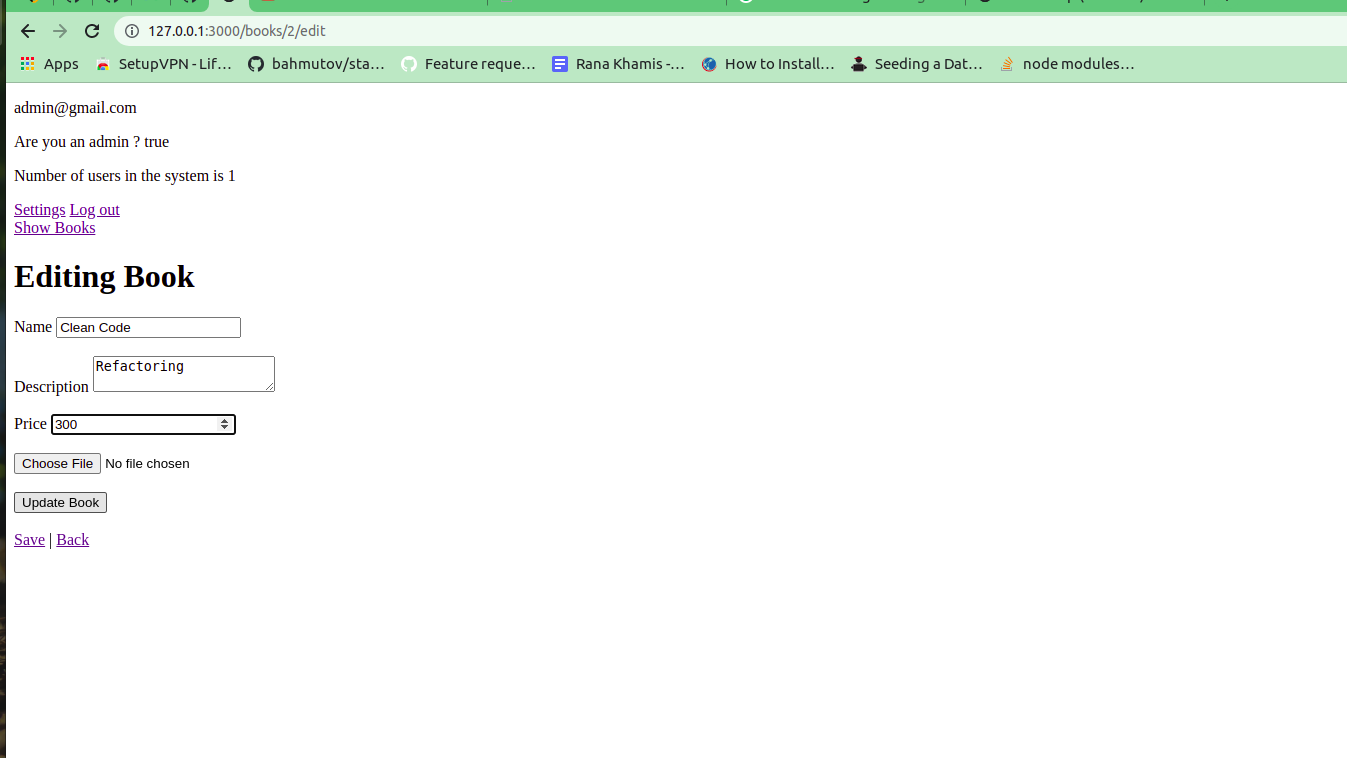 127.0.0.1:3000/books/2/edit
Apps SetupVPN - Lif… bahmutov/sta… Feature reque… Rana Khamis -… How to Install… Seeding a Dat… node modules…
admin@gmail.com
Are you an admin ? true
Number of users in the system is 1
Settings Log out
Show Books
Editing Book
Name Clean Code
Description Refactoring
Price 300
Choose File No file chosen
Update Book
Save | Back